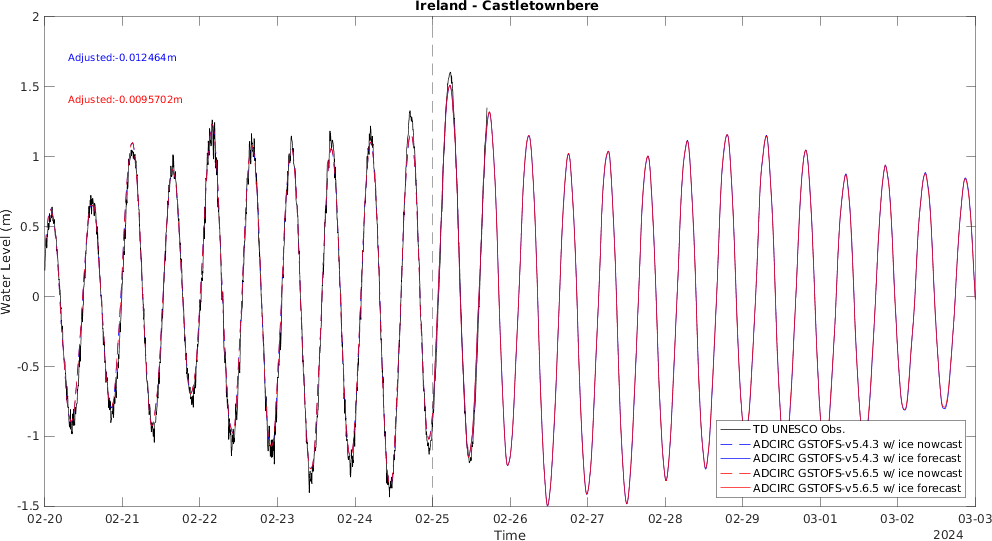 Ireland - Castletownbere
Adjusted:-0.012464m
Adjusted:-0.0095702m
Water Level (m)
2
1.5
1
0.5
0
-0.5
-1
-1.5
TD UNESCO Obs.
ADCIRC GSTOFS-v5.4.3 w/ ice nowcast
ADCIRC GSTOFS-v5.4.3 w/ ice forecast
ADCIRC GSTOFS-v5.6.5 w/ ice nowcast
ADCIRC GSTOFS-v5.6.5 w/ ice forecast
02-20 02-21 02-22 02-23 02-24 02-25 02-26 02-27 02-28 02-29 03-01 03-02 03-03
Time
2024